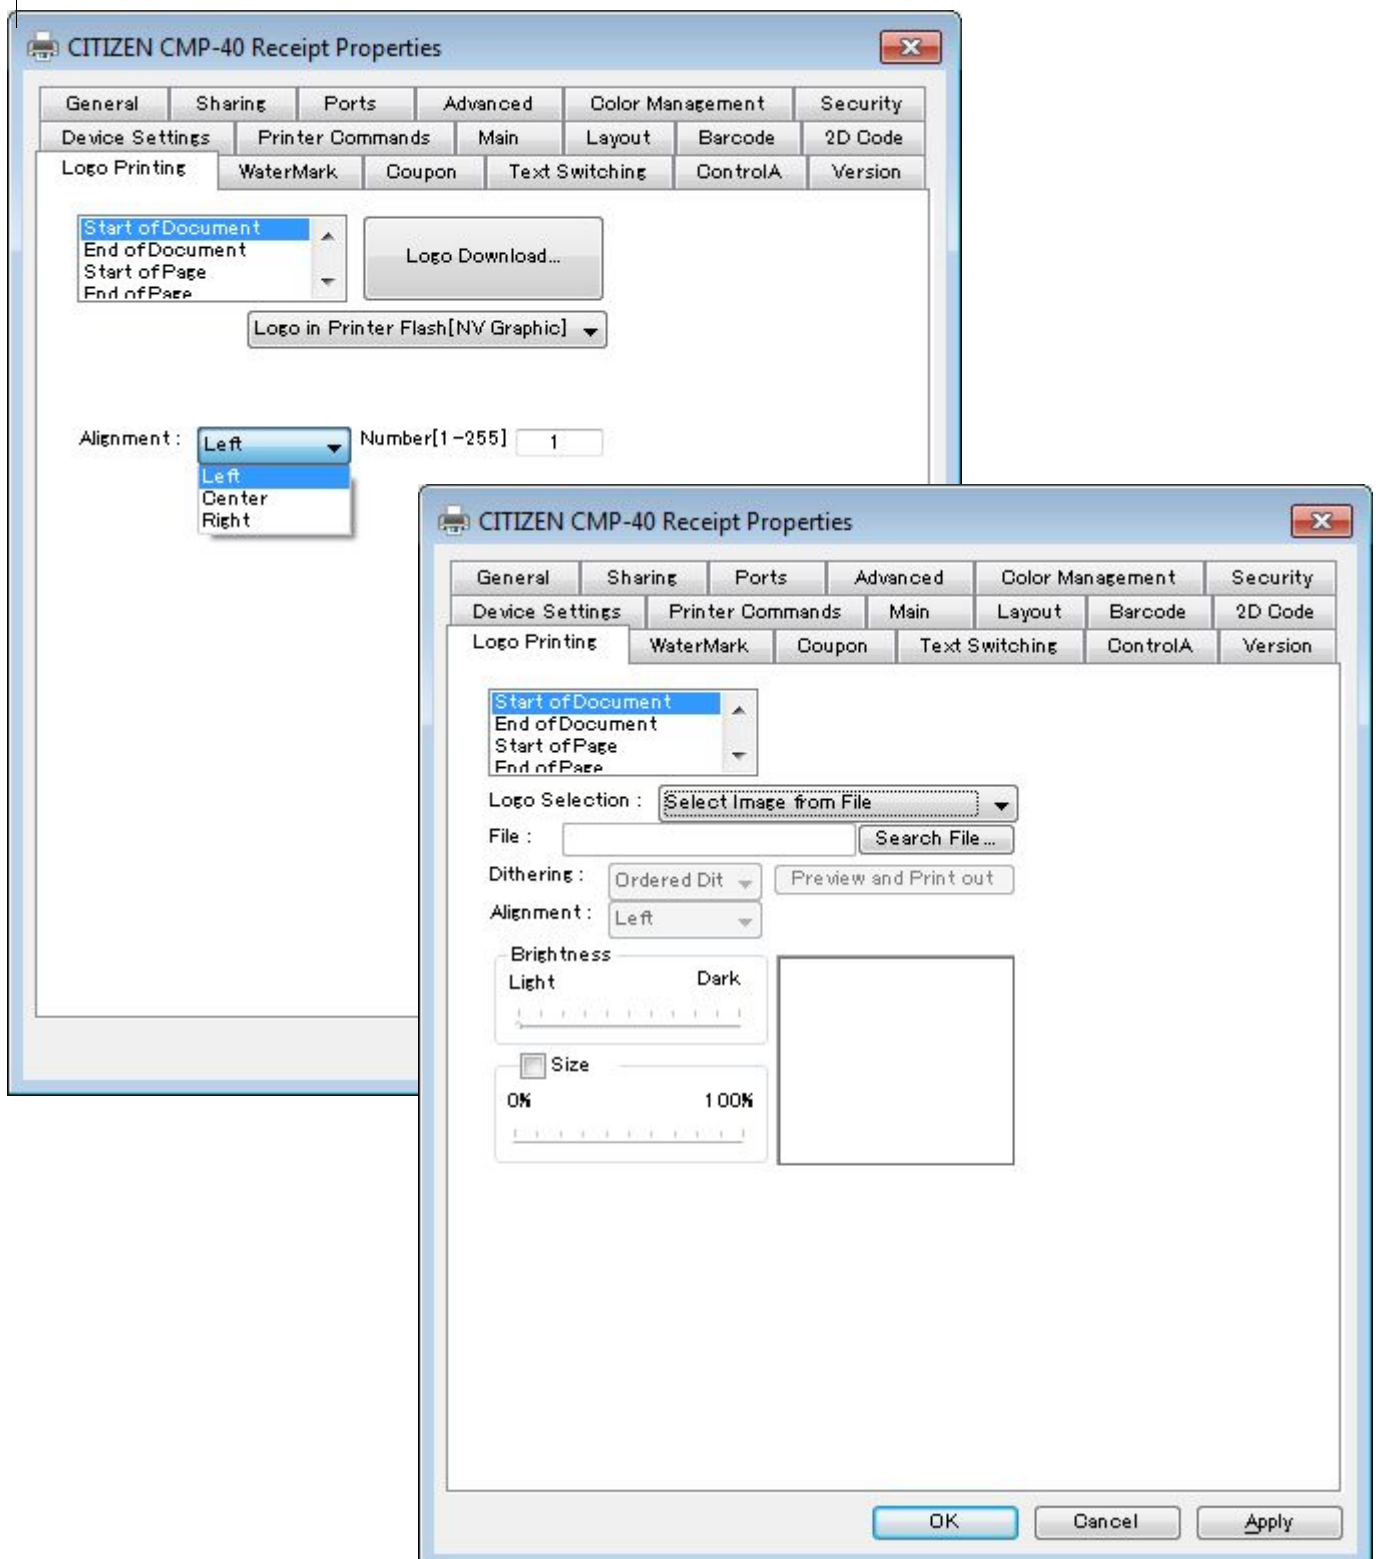 CITIZEN CMP-40 Receipt Properties
General Sharing Ports Advanced Color Management Security
Device Settings Printer Commands Main Layout Barcode 2D Code
Logo Printing WaterMark Coupon Text Switching ControlA Version
Start of Document
End of Document
Start of Page
End of Page
Logo Download...
Logo in Printer Flash[NV Graphic]
Alignment : Left Number[1-255] 1
Left
Center
Right
CITIZEN CMP-40 Receipt Properties
General Sharing Ports Advanced Color Management Security
Device Settings Printer Commands Main Layout Barcode 2D Code
Logo Printing WaterMark Coupon Text Switching ControlA Version
Start of Document
End of Document
Start of Page
End of Page
Logo Selection : Select Image from File
File : Search File...
Dithering : Ordered Dit Preview and Print out
Alignment : Left
Brightness
Light Dark
Size
0% 100%
OK Cancel Apply